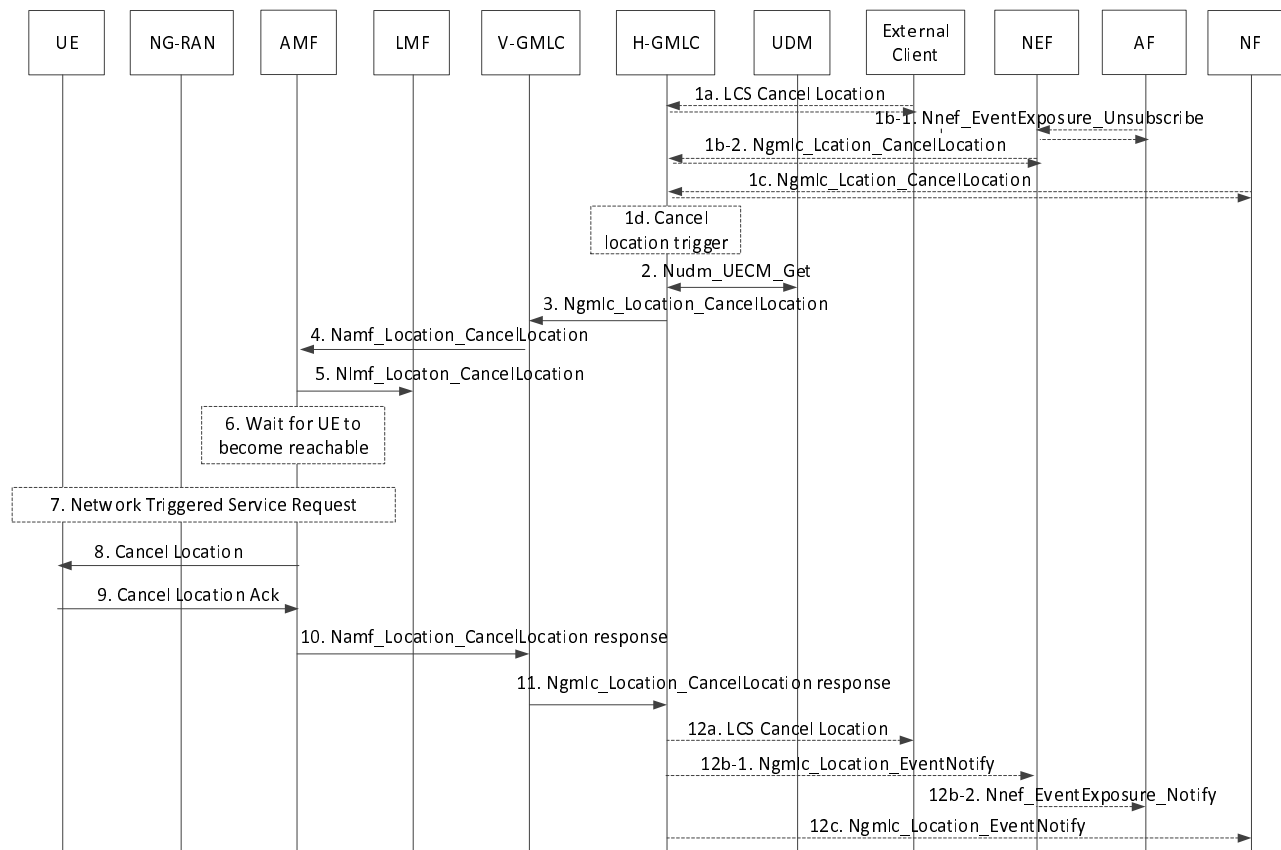 UE
NG-RAN
AMF
LMF
V-GMLC
H-GMLC
UDM
External
Client
NEF
AF
NF
1a. LCS Cancel Location
1b-1. Nnef_EventExposure_Unsubscribe
1b-2. Ngmlc_Lcation_CancelLocation
1c. Ngmlc_Lcation_CancelLocation
1d. Cancel
location trigger
2. Nudm_UECM_Get
3. Ngmlc_Location_CancelLocation
4. Namf_Location_CancelLocation
5. Nlmf_Locaton_CancelLocation
6. Wait for UE to
become reachable
7. Network Triggered Service Request
8. Cancel Location
9. Cancel Location Ack
10. Namf_Location_CancelLocation response
11. Ngmlc_Location_CancelLocation response
12a. LCS Cancel Location
12b-1. Ngmlc_Location_EventNotify
12b-2. Nnef_EventExposure_Notify
12c. Ngmlc_Location_EventNotify